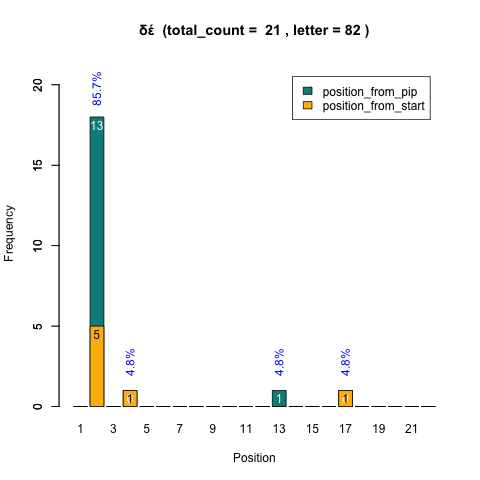 δέ (total_count = 21 , letter = 82 )
position_from_pip
position_from_start
Frequency
20
15
10
5
0
85.7%
13
5
4.8%
1
4.8%
1
4.8%
1
1 3 5 7 9 11 13 15 17 19 21
Position